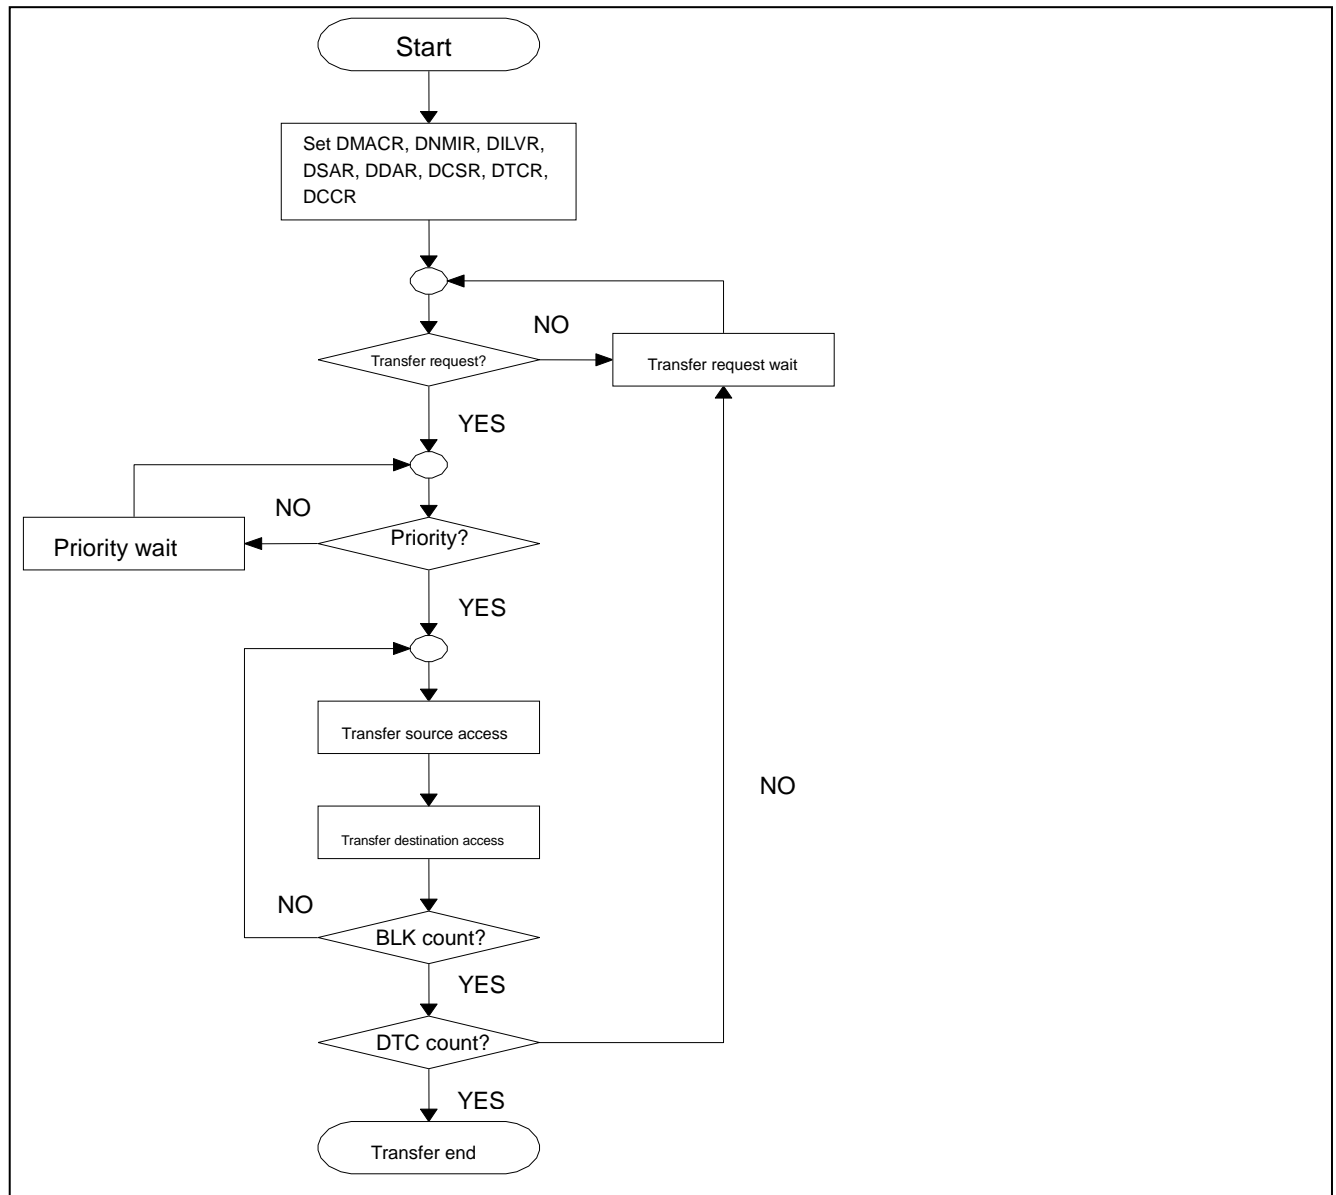 Start
Set DMACR, DNMIR, DILVR,
DSAR, DDAR, DCSR, DTCR,
DCCR
NO
Transfer request?
Transfer request wait
YES
NO
Priority?
Priority wait
YES
Transfer source access
NO
Transfer destination access
NO
BLK count?
YES
DTC count?
YES
Transfer end